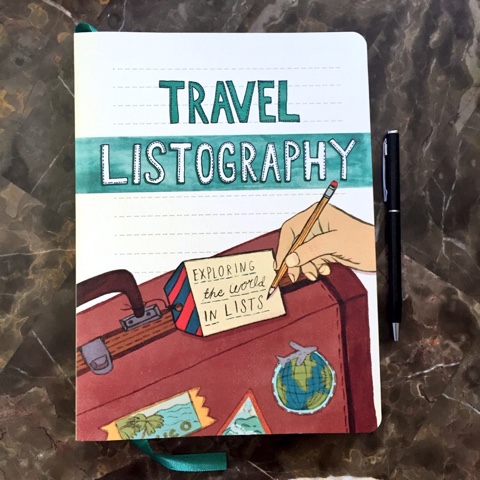 TRAVEL
LISTOGRAPHY
EXPLORING
the world
IN LISTS